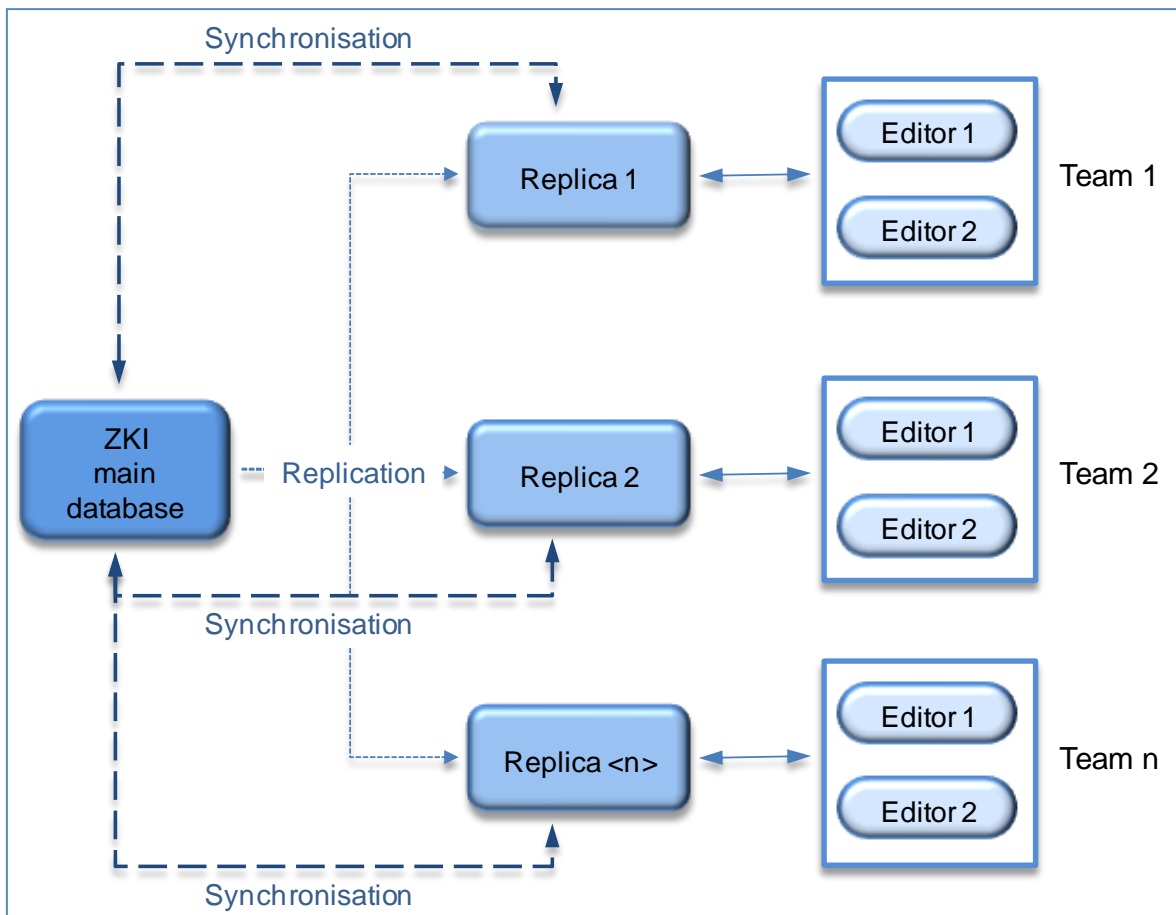 Synchronisation
Replica 1
Editor 1
Editor 2
Team 1
ZKI
main
database
Replication
Replica 2
Editor 1
Editor 2
Team 2
Synchronisation
Replica <n>
Editor 1
Editor 2
Team n
Synchronisation